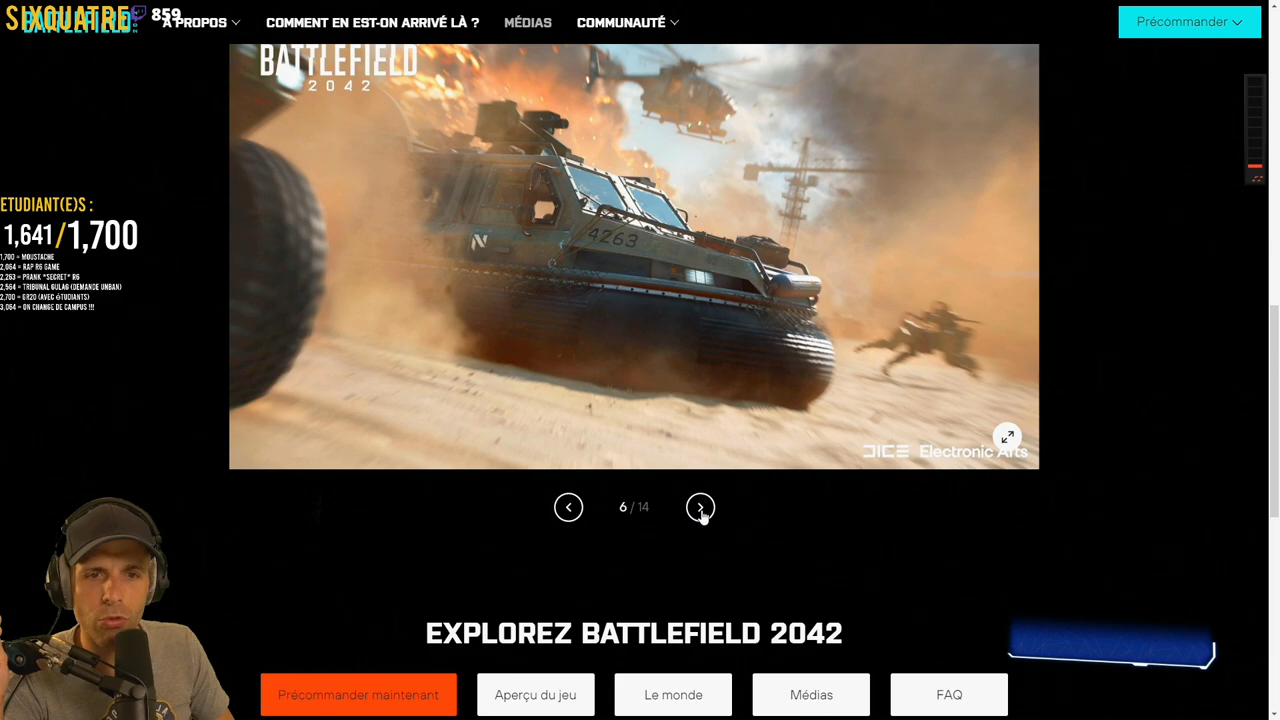 SIXQUATRE
BATTLEFIELD
859
À PROPOS
COMMENT EN EST-ON ARRIVÉ LÀ ?
MÉDIAS
COMMUNAUTÉ
Précommander
BATTLEFIELD
2042
4263
ETUDIANT(E)S :
1,641/1,700
1,700 = MOUSTACHE
2,064 = RAP R6 GAME
2,263 = PRANK *SECRET* R6
2,564 = TRIBUNAL GULAG (DEMANDE UNBAN)
2,700 = GR20 (AVEC ÉTUDIANTS)
3,064 = ON CHANGE DE CAMPUS !!!
DICE Electronic Arts
6 / 14
EXPLOREZ BATTLEFIELD 2042
Précommander maintenant
Aperçu du jeu
Le monde
Médias
FAQ